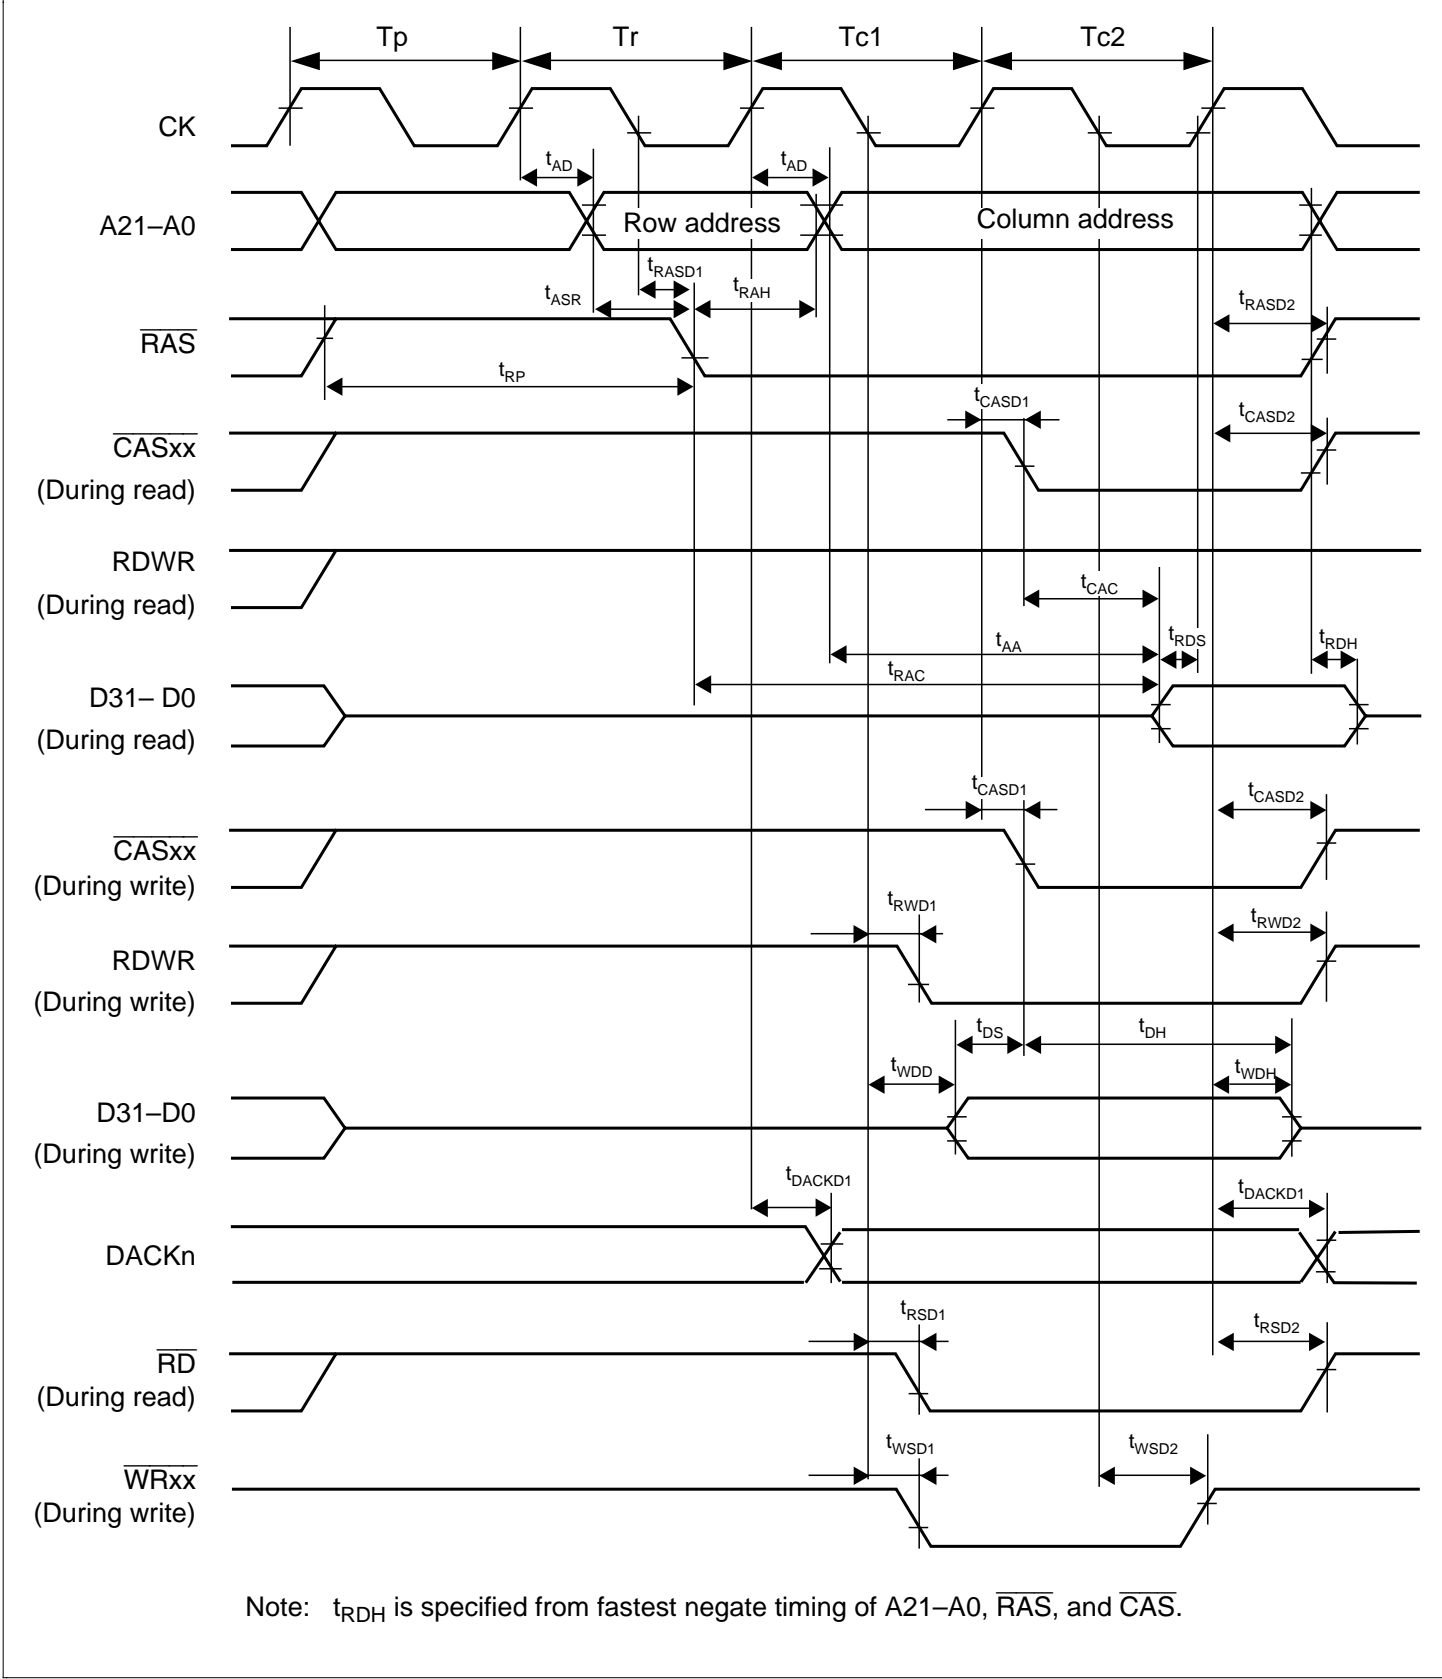 Tp Tr Tc1 Tc2
CK
tAD tAD
A21–A0 Row address Column address
tRASD1
tASR tRAH tRASD2
RAS
tRP
tCASD1 tCASD2
CASxx
(During read)
RDWR
(During read)
tCAC
tAA tRDS tRDH
tRAC
D31– D0
(During read)
tCASD1 tCASD2
CASxx
(During write)
tRWD1 tRWD2
RDWR
(During write)
tDS tDH
tWDD tWDH
D31–D0
(During write)
tDACKD1 tDACKD1
DACKn
tRSD1 tRSD2
RD
(During read)
tWSD1 tWSD2
WRxx
(During write)
Note: tRDH is specified from fastest negate timing of A21–A0, RAS, and CAS.